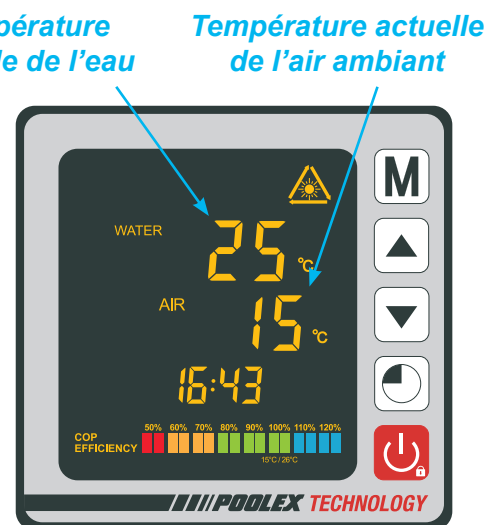 pérature
le de l'eau
Température actuelle
de l'air ambiant
M
WATER
25 °C
AIR
15 °C
16:43
50% 60% 70% 80% 90% 100% 110% 120%
COP
EFFICIENCY
15°C / 26°C
POOLEX TECHNOLOGY